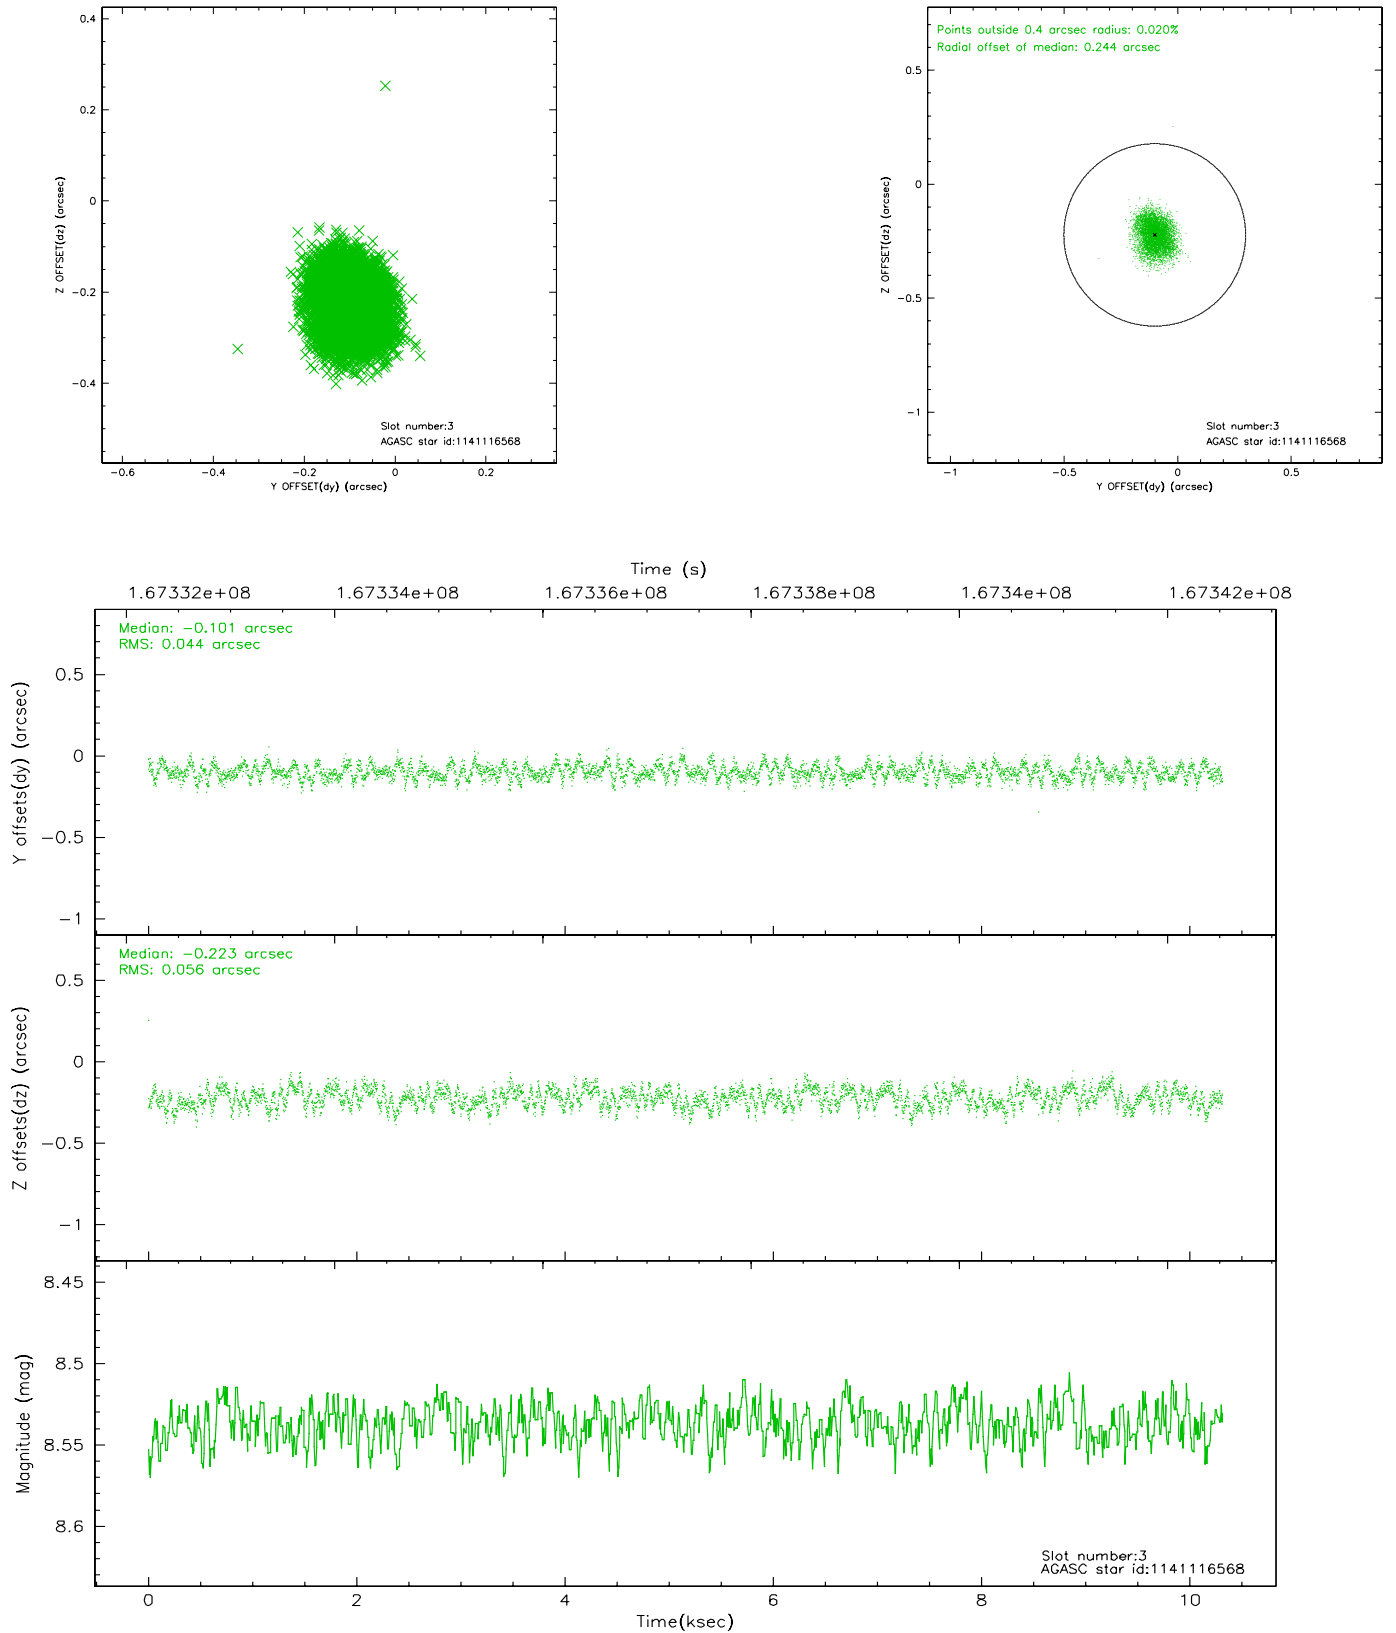 0.4
0.2
0
-0.2
-0.4
Z OFFSET(dz) (arcsec)
Slot number:3
AGASC star id:1141116568
-0.6 -0.4 -0.2 0 0.2
Y OFFSET(dy) (arcsec)
Points outside 0.4 arcsec radius: 0.020%
Radial offset of median: 0.244 arcsec
0.5
0
-0.5
-1
Z OFFSET(dz) (arcsec)
Slot number:3
AGASC star id:1141116568
-1 -0.5 0 0.5
Y OFFSET(dy) (arcsec)
Time (s)
1.67332e+08 1.67334e+08 1.67336e+08 1.67338e+08 1.6734e+08 1.67342e+08
Median: -0.101 arcsec
RMS: 0.044 arcsec
0.5
0
-0.5
-1
Y offsets(dy) (arcsec)
Median: -0.223 arcsec
RMS: 0.056 arcsec
0.5
0
-0.5
-1
Z offsets(dz) (arcsec)
8.45
8.5
8.55
8.6
Magnitude (mag)
Slot number:3
AGASC star id:1141116568
0 2 4 6 8 10
Time(ksec)